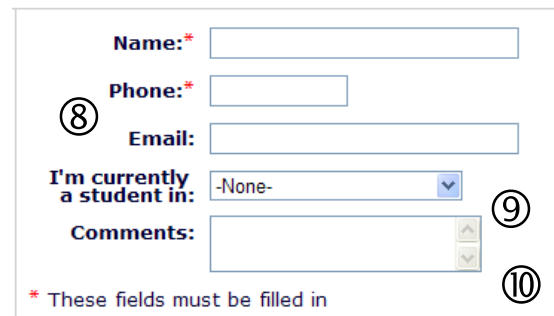 Name:*
Phone:*
⑧
Email:
I'm currently
a student in:
-None-
⑨
Comments:
⑩
* These fields must be filled in